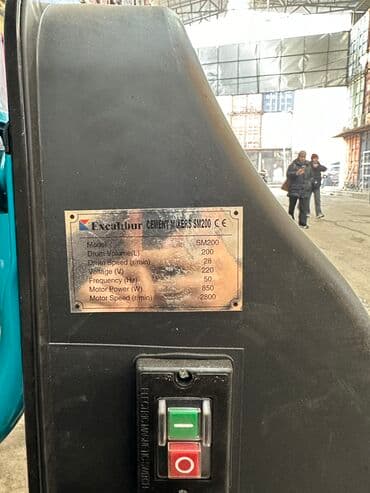 Excalibur CEMENT MIXERS SM200 CE
Model SM200
Drum Volume(L) 200
Drum Speed (r/min) 28
Voltage (V) 220
Frequency (Hz) 50
Motor Power (W) 850
Motor Speed(r/min) 2800